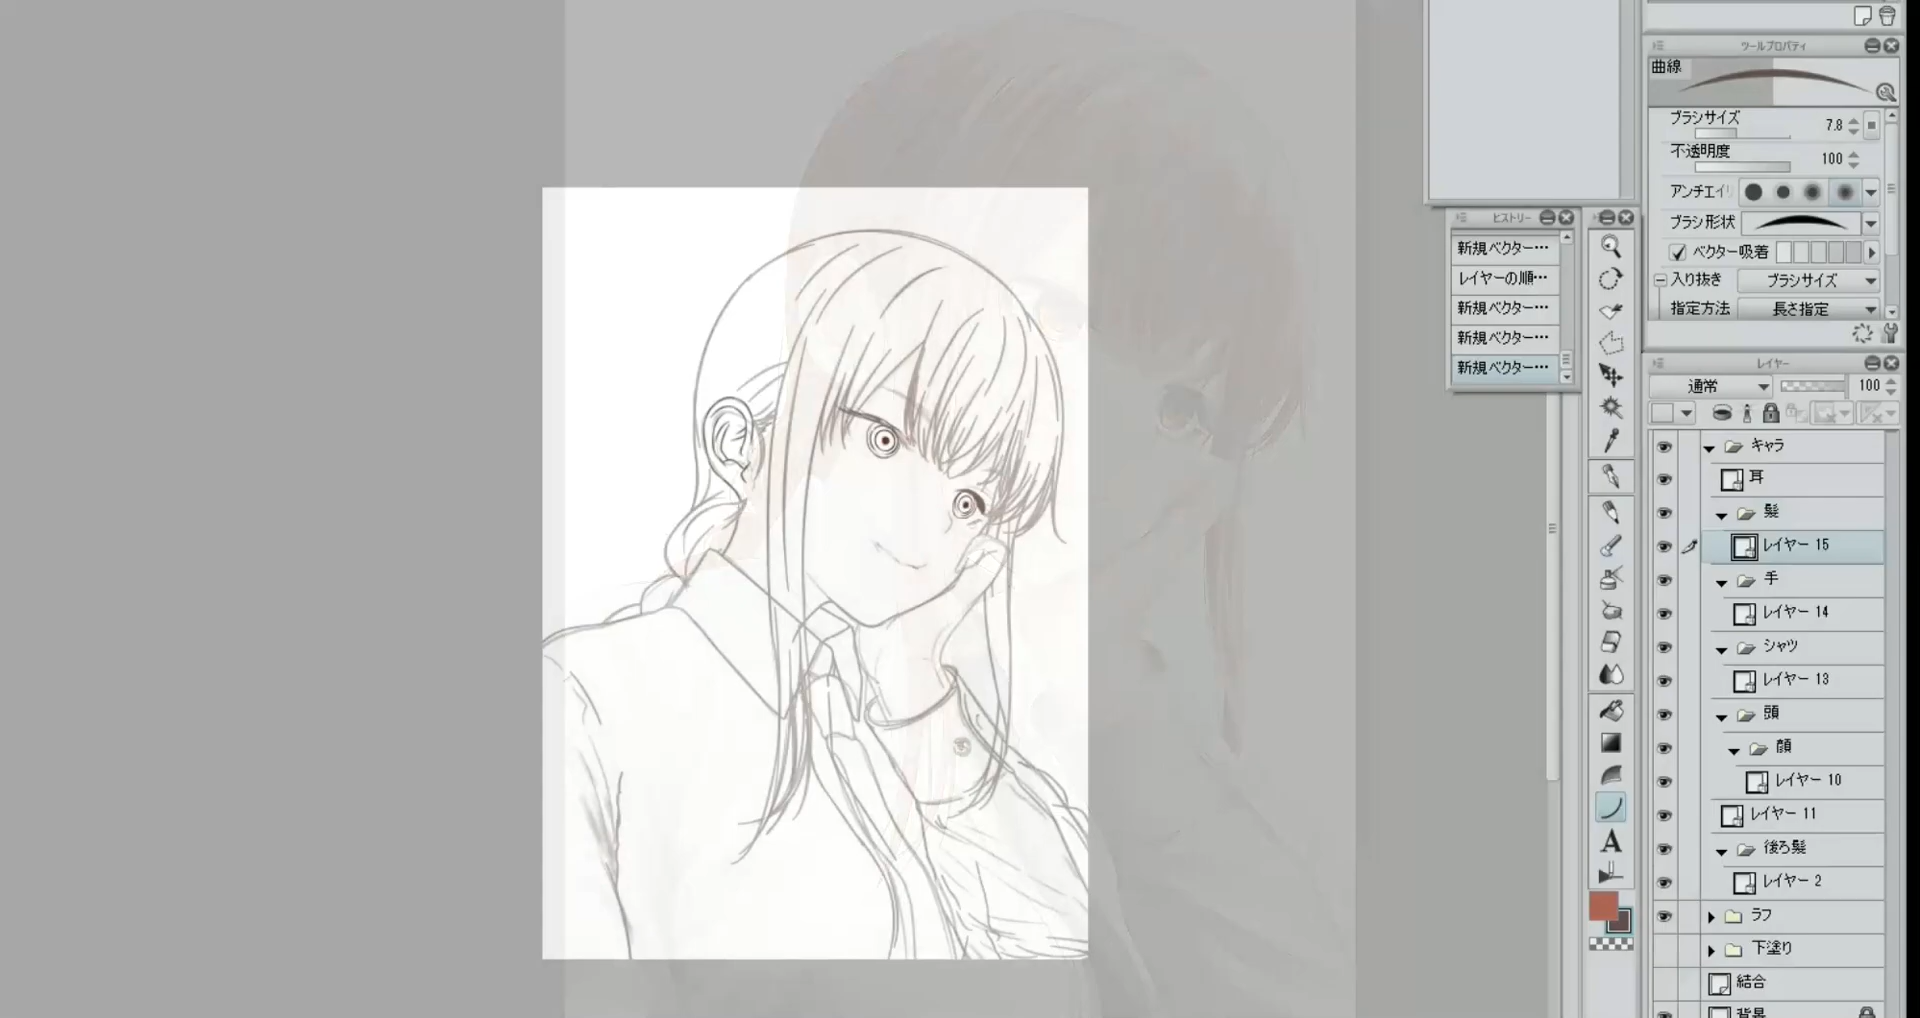 ツールプロパティ
曲線
ブラシサイズ 7.8
不透明度 100
アンチエイリ
ブラシ形状
ベクター吸着
入り抜き ブラシサイズ
指定方法 長さ指定
ヒストリー
新規ベクター…
レイヤーの順…
新規ベクター…
新規ベクター…
新規ベクター…
レイヤー
通常 100
キャラ
耳
髪
レイヤー 15
手
レイヤー 14
シャツ
レイヤー 13
頭
顔
レイヤー 10
レイヤー 11
後ろ髪
レイヤー 2
ラフ
下塗り
結合
背景
A